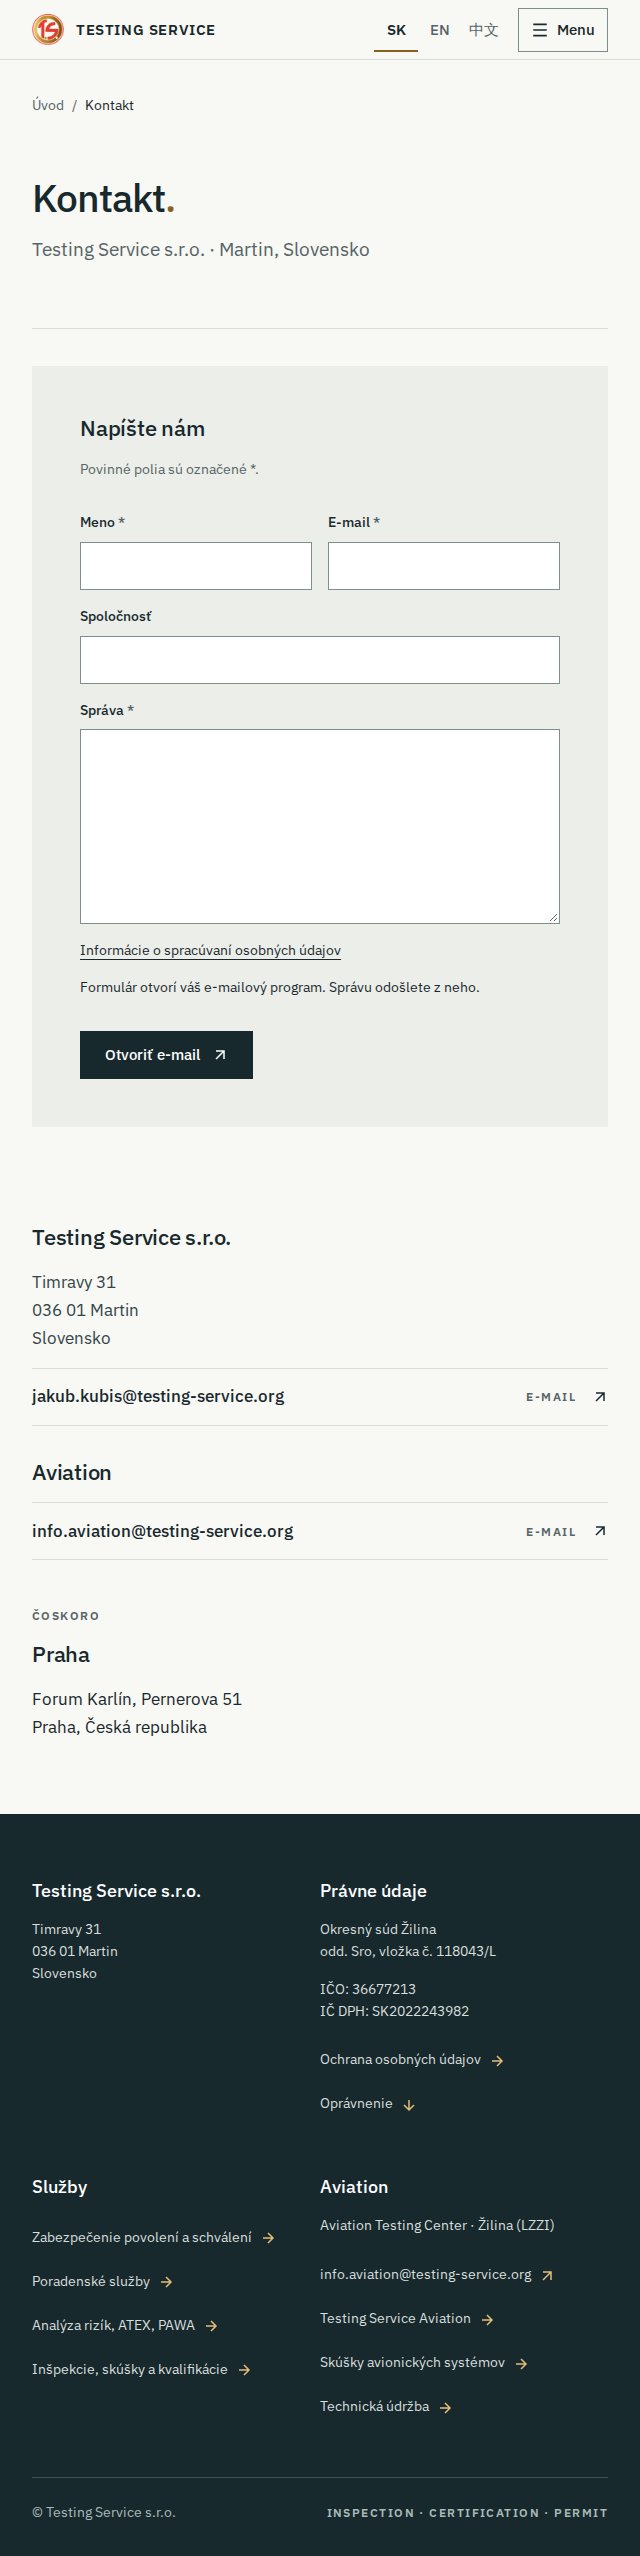 TESTING SERVICE
SK EN 中文 Menu
Úvod / Kontakt
Kontakt.
Testing Service s.r.o. · Martin, Slovensko
Napíšte nám
Povinné polia sú označené *.
Meno * E-mail *
Spoločnosť
Správa *
Informácie o spracúvaní osobných údajov
Formulár otvorí váš e-mailový program. Správu odošlete z neho.
Otvoriť e-mail
Testing Service s.r.o.
Timravy 31
036 01 Martin
Slovensko
jakub.kubis@testing-service.org E-MAIL
Aviation
info.aviation@testing-service.org E-MAIL
ČOSKORO
Praha
Forum Karlín, Pernerova 51
Praha, Česká republika
Testing Service s.r.o.
Timravy 31
036 01 Martin
Slovensko
Právne údaje
Okresný súd Žilina
odd. Sro, vložka č. 118043/L
IČO: 36677213
IČ DPH: SK2022243982
Ochrana osobných údajov
Oprávnenie
Služby
Zabezpečenie povolení a schválení
Poradenské služby
Analýza rizík, ATEX, PAWA
Inšpekcie, skúšky a kvalifikácie
Aviation
Aviation Testing Center · Žilina (LZZI)
info.aviation@testing-service.org
Testing Service Aviation
Skúšky avionických systémov
Technická údržba
© Testing Service s.r.o. INSPECTION · CERTIFICATION · PERMIT